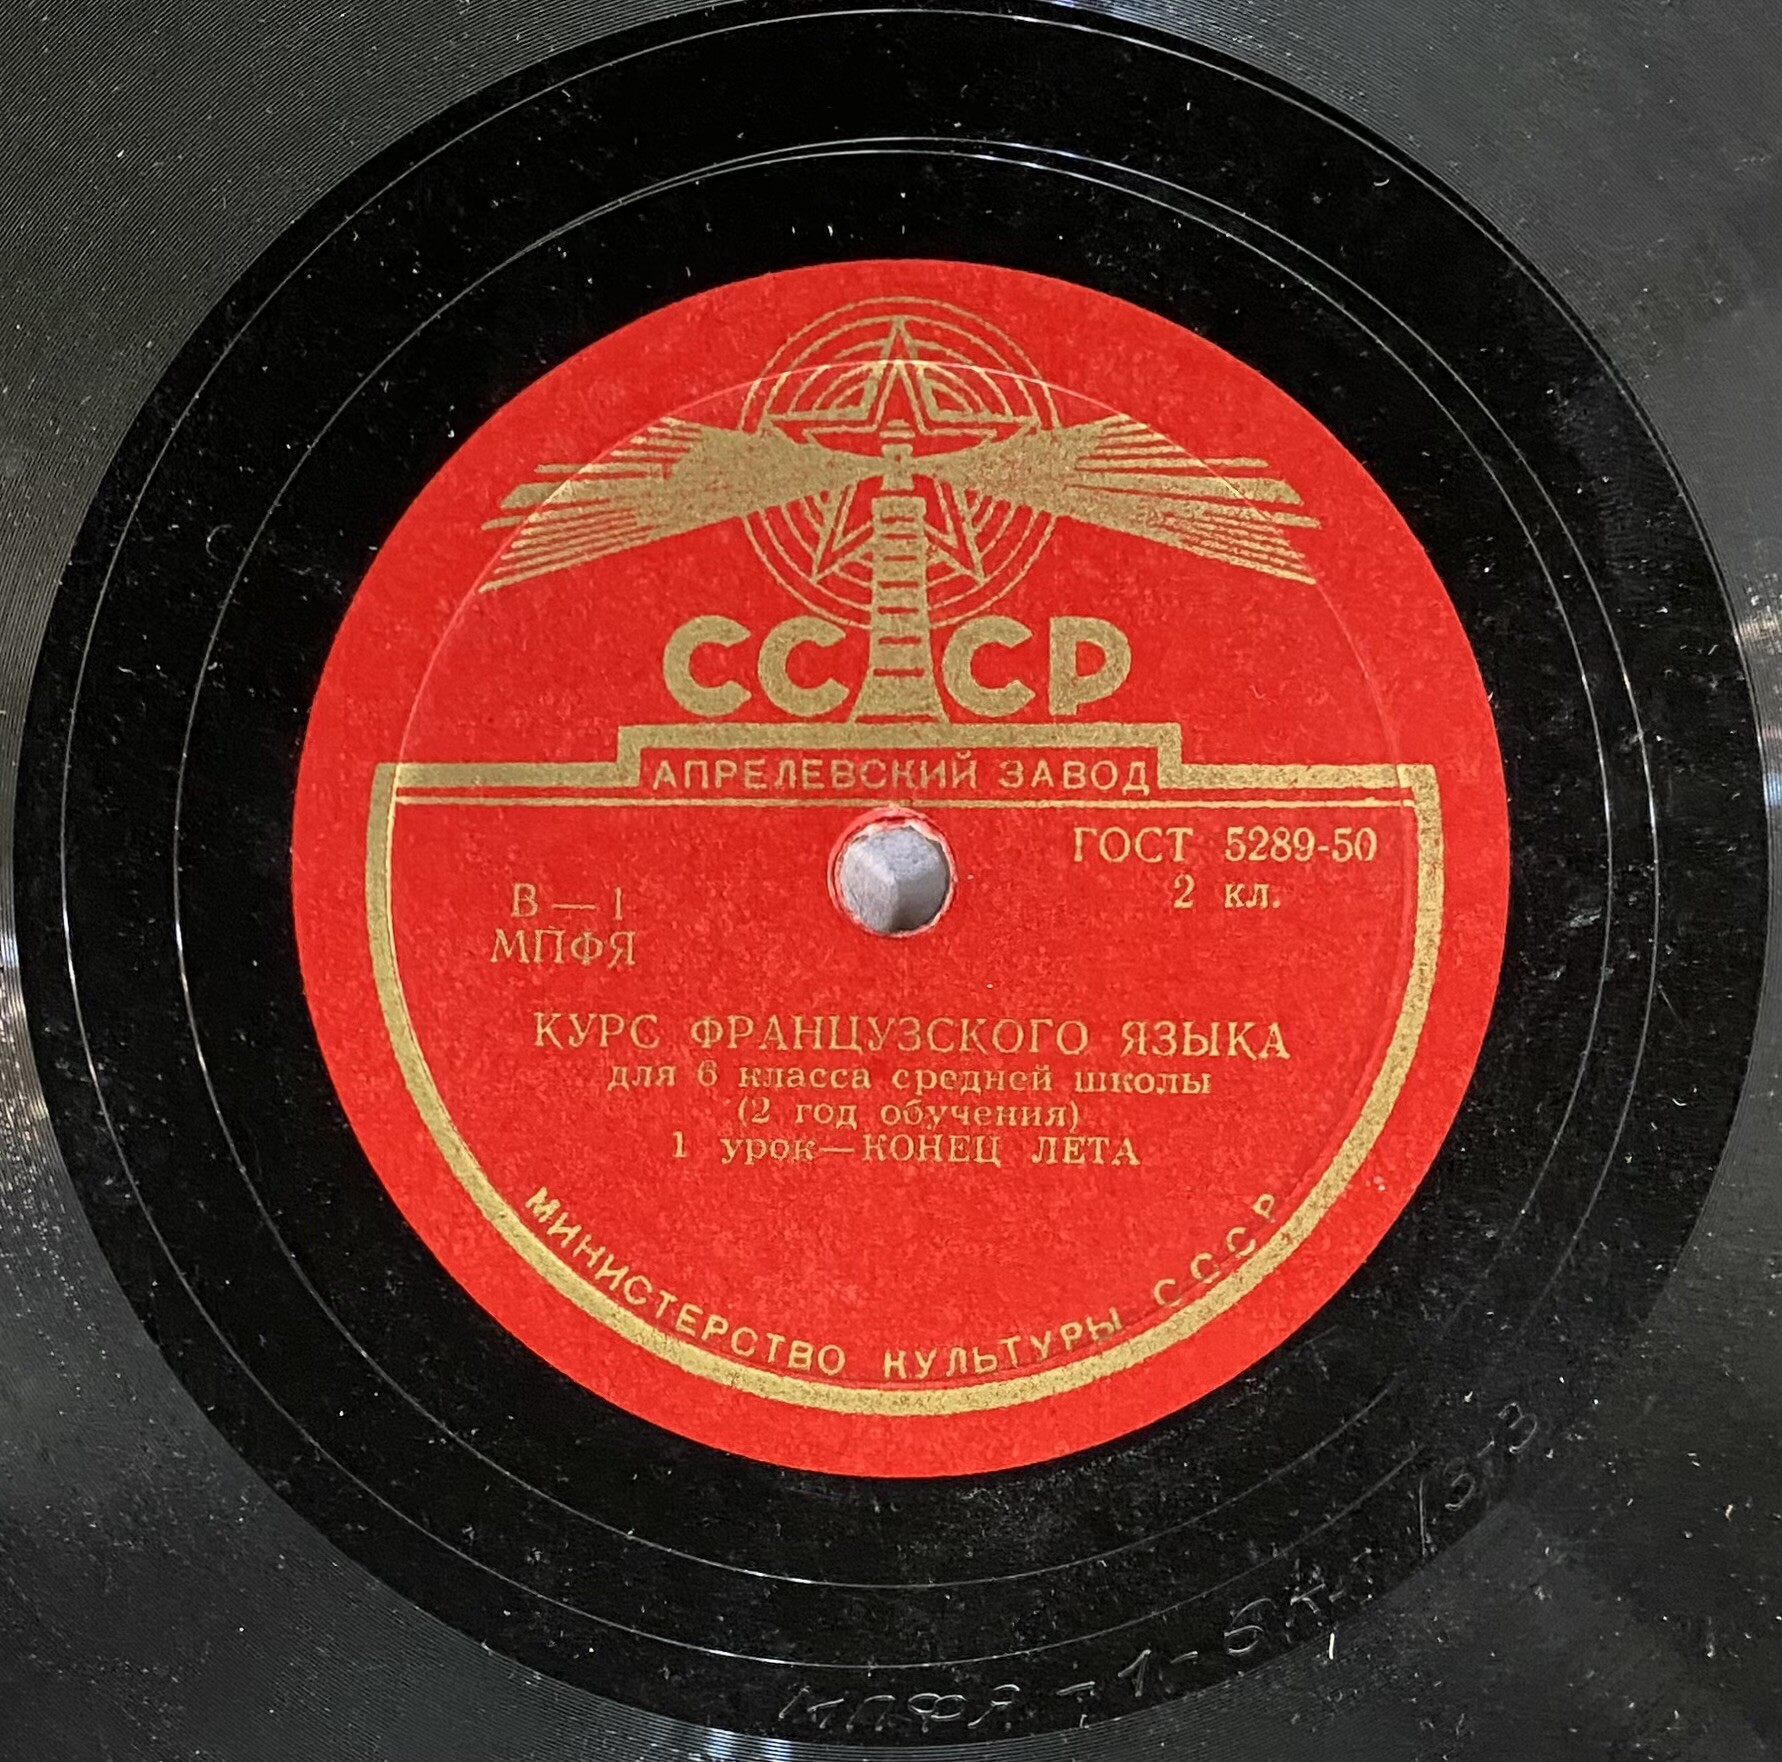 СССР
АПРЕЛЕВСКИЙ ЗАВОД
ГОСТ 5289-50
2 кл.
В — 1
МПФЯ
КУРС ФРАНЦУЗСКОГО ЯЗЫКА
для 6 класса средней школы
(2 год обучения)
1 урок—КОНЕЦ ЛЕТА
МИНИСТЕРСТВО КУЛЬТУРЫ СССР